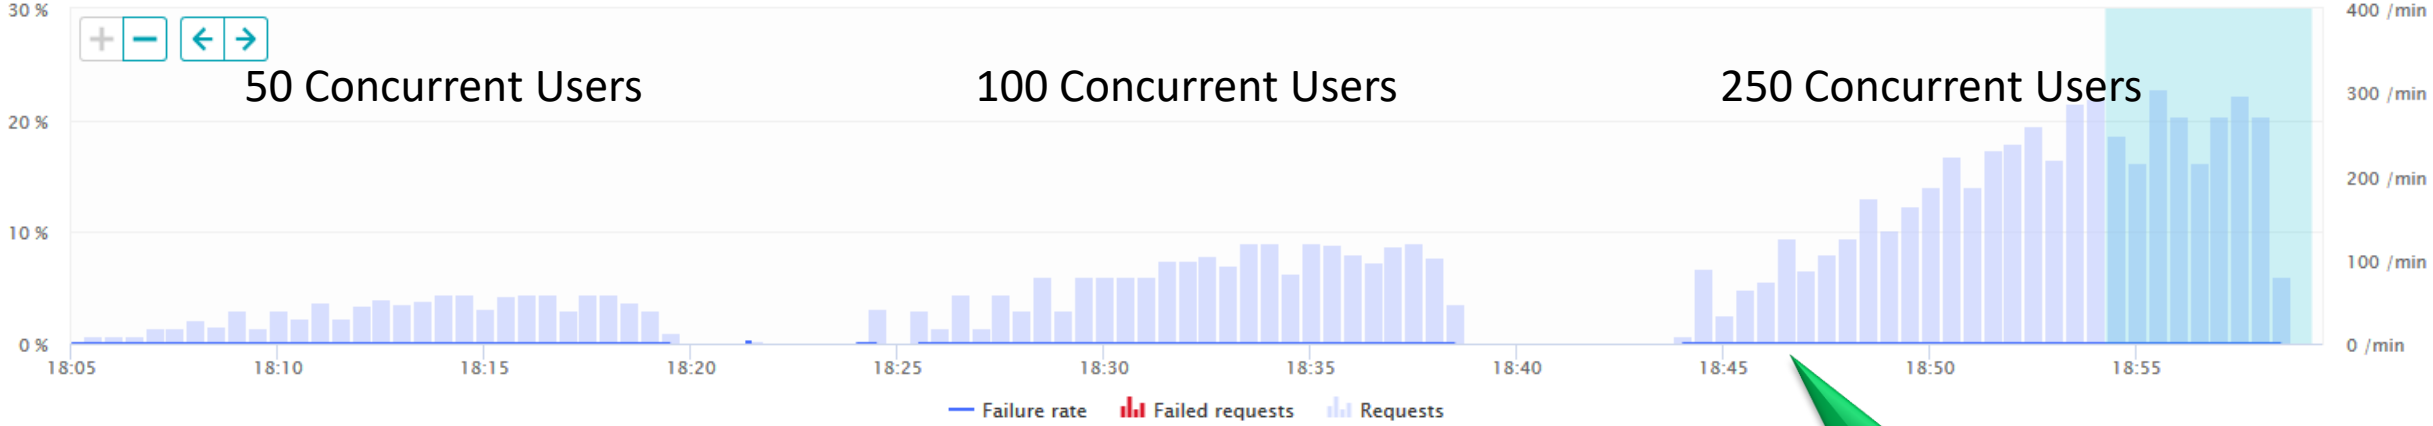 30 %
400 /min
50 Concurrent Users
100 Concurrent Users
250 Concurrent Users
300 /min
20 %
200 /min
10 %
100 /min
0 %
0 /min
18:05
18:10
18:15
18:20
18:25
18:30
18:35
18:40
18:45
18:50
18:55
Failure rate
Failed requests
Requests